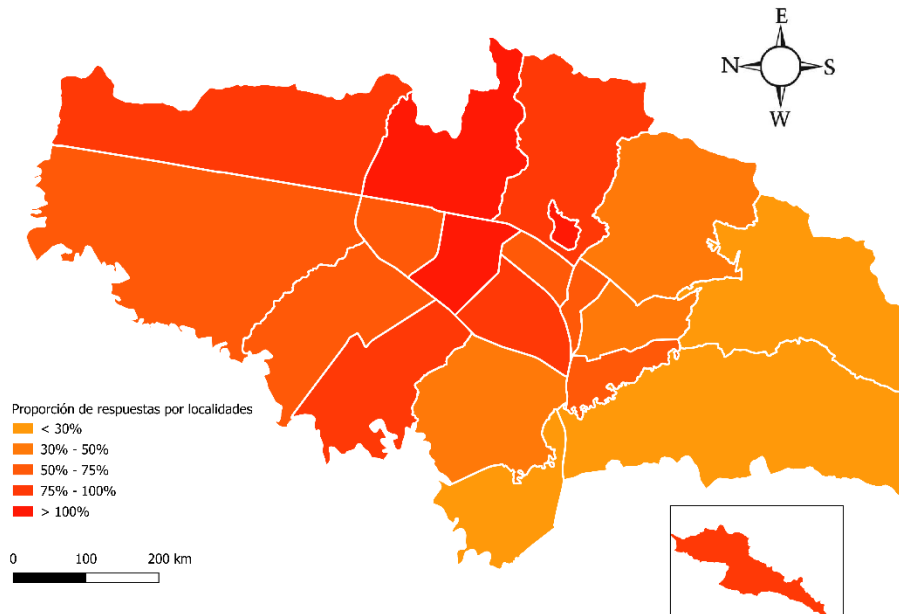 E
N S
W
Proporción de respuestas por localidades
< 30%
30% - 50%
50% - 75%
75% - 100%
> 100%
0 100 200 km